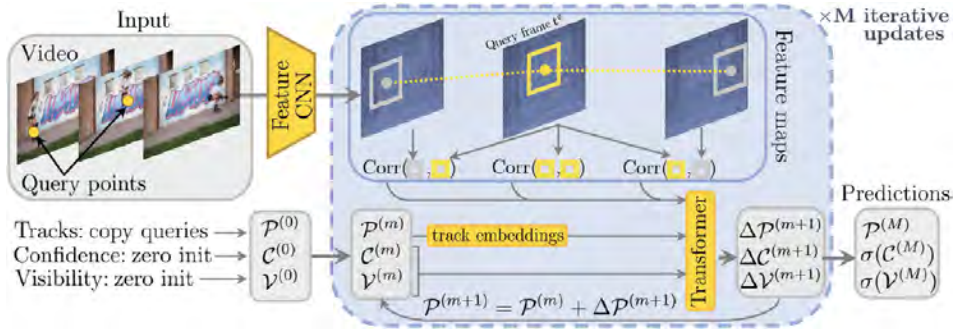 Input
Video
Query points
Feature CNN
Query frame t^q
Feature maps
×M iterative
updates
Corr( , ) Corr( , ) Corr( , )
Tracks: copy queries
Confidence: zero init
Visibility: zero init
𝒫^(0)
𝒞^(0)
𝒱^(0)
𝒫^(m)
𝒞^(m)
𝒱^(m)
track embeddings
Transformer
𝒫^(m+1) = 𝒫^(m) + Δ𝒫^(m+1)
Δ𝒫^(m+1)
Δ𝒞^(m+1)
Δ𝒱^(m+1)
Predictions
𝒫^(M)
σ(𝒞^(M))
σ(𝒱^(M))